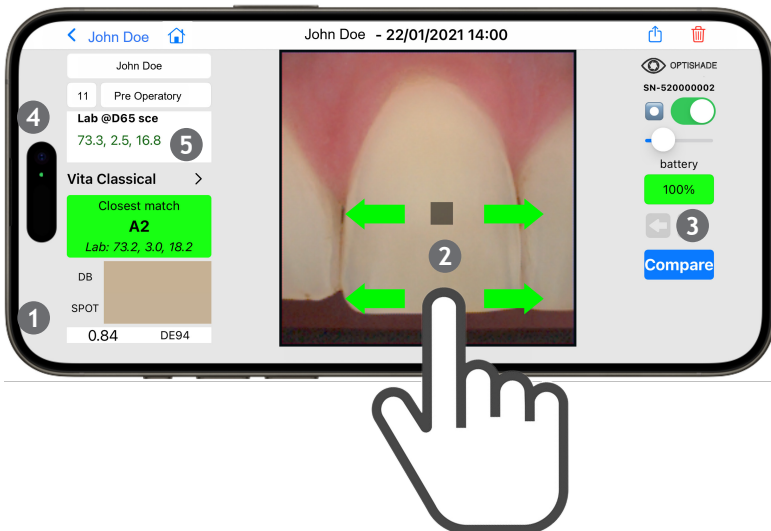 John Doe
John Doe - 22/01/2021 14:00
John Doe
11 Pre Operatory
Lab @D65 sce
73.3, 2.5, 16.8
Vita Classical
Closest match
A2
Lab: 73.2, 3.0, 18.2
DB
SPOT
0.84 DE94
4
5
1
2
OPTISHADE
SN-520000002
battery
100%
3
Compare